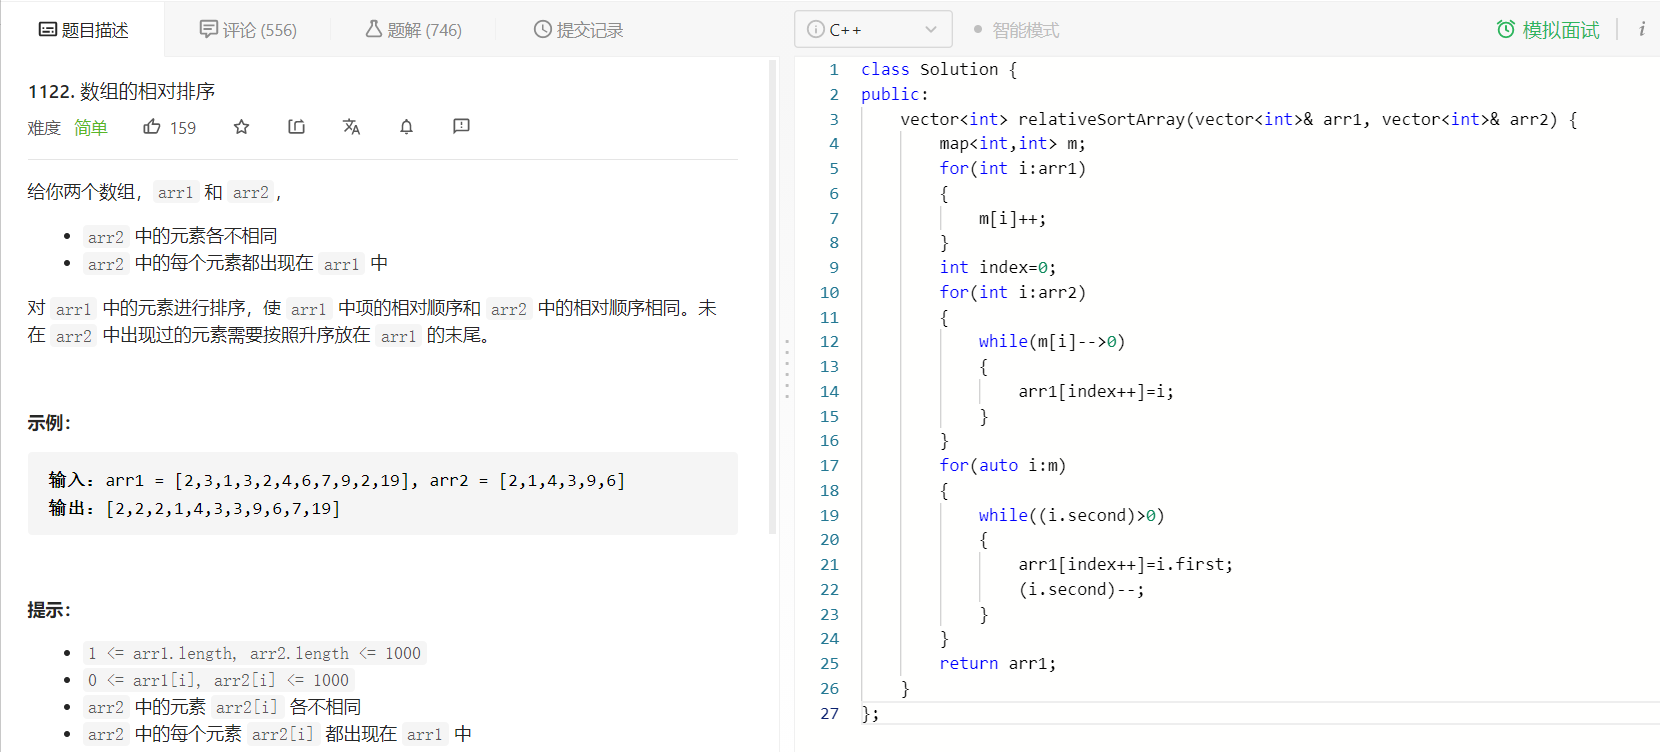 题目描述
评论 (556)
题解 (746)
提交记录
1122. 数组的相对排序
难度 简单 159
给你两个数组，arr1 和 arr2，
• arr2 中的元素各不相同
• arr2 中的每个元素都出现在 arr1 中
对 arr1 中的元素进行排序，使 arr1 中项的相对顺序和 arr2 中的相对顺序相同。未
在 arr2 中出现过的元素需要按照升序放在 arr1 的末尾。
示例：
输入：arr1 = [2,3,1,3,2,4,6,7,9,2,19], arr2 = [2,1,4,3,9,6]
输出：[2,2,2,1,4,3,3,9,6,7,19]
提示：
• 1 <= arr1.length, arr2.length <= 1000
• 0 <= arr1[i], arr2[i] <= 1000
• arr2 中的元素 arr2[i] 各不相同
• arr2 中的每个元素 arr2[i] 都出现在 arr1 中
C++
智能模式
模拟面试
i
1 class Solution {
2 public:
3     vector<int> relativeSortArray(vector<int>& arr1, vector<int>& arr2) {
4         map<int,int> m;
5         for(int i:arr1)
6         {
7             m[i]++;
8         }
9         int index=0;
10         for(int i:arr2)
11         {
12             while(m[i]-->0)
13             {
14                 arr1[index++]=i;
15             }
16         }
17         for(auto i:m)
18         {
19             while((i.second)>0)
20             {
21                 arr1[index++]=i.first;
22                 (i.second)--;
23             }
24         }
25         return arr1;
26     }
27 };